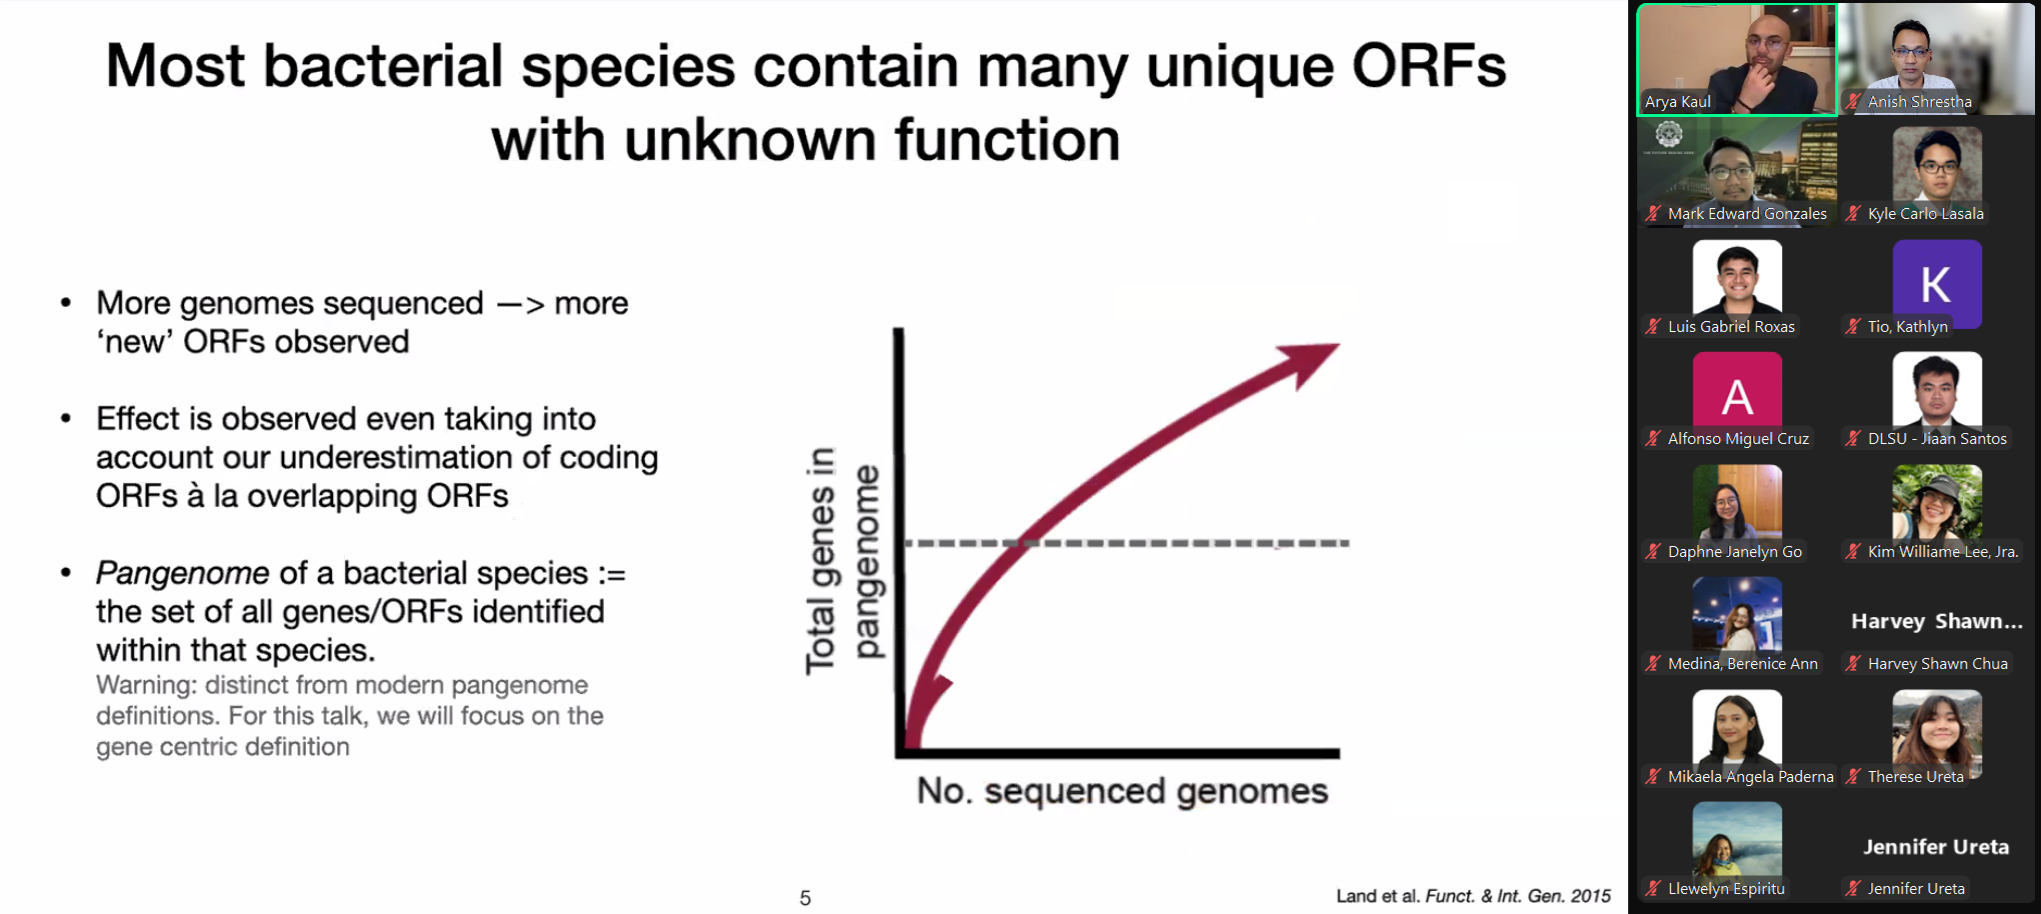 Most bacterial species contain many unique ORFs
with unknown function
• More genomes sequenced —> more
‘new’ ORFs observed
• Effect is observed even taking into
account our underestimation of coding
ORFs à la overlapping ORFs
• Pangenome of a bacterial species :=
the set of all genes/ORFs identified
within that species.
Warning: distinct from modern pangenome
definitions. For this talk, we will focus on the
gene centric definition
Total genes in
pangenome
No. sequenced genomes
5
Land et al. Funct. & Int. Gen. 2015
Arya Kaul
Anish Shrestha
Mark Edward Gonzales
Kyle Carlo Lasala
Luis Gabriel Roxas
K
Tio, Kathlyn
A
Alfonso Miguel Cruz
DLSU - Jiaan Santos
Daphne Janelyn Go
Kim Williame Lee, Jra.
Medina, Berenice Ann
Harvey Shawn...
Harvey Shawn Chua
Mikaela Angela Paderna
Therese Ureta
Llewelyn Espiritu
Jennifer Ureta
Jennifer Ureta